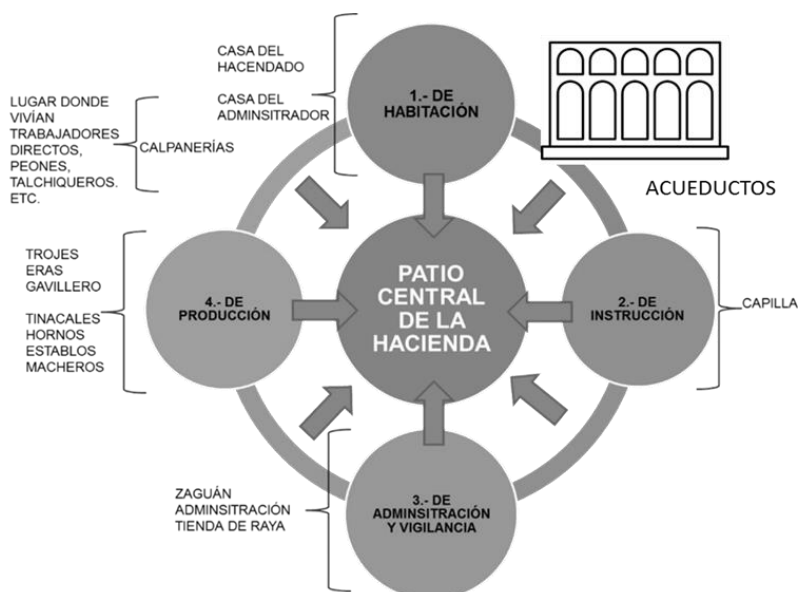 CASA DEL
HACENDADO
CASA DEL
ADMINSITRADOR
1.- DE
HABITACIÓN
ACUEDUCTOS
LUGAR DONDE
VIVÍAN
TRABAJADORES
DIRECTOS,
PEONES,
TALCHIQUEROS.
ETC.
CALPANERÍAS
TROJES
ERAS
GAVILLERO
TINACALES
HORNOS
ESTABLOS
MACHEROS
4.- DE
PRODUCCIÓN
PATIO
CENTRAL
DE LA
HACIENDA
2.- DE
INSTRUCCIÓN
CAPILLA
ZAGUÁN
ADMINSITRACIÓN
TIENDA DE RAYA
3.- DE
ADMINSITRACIÓN
Y VIGILANCIA